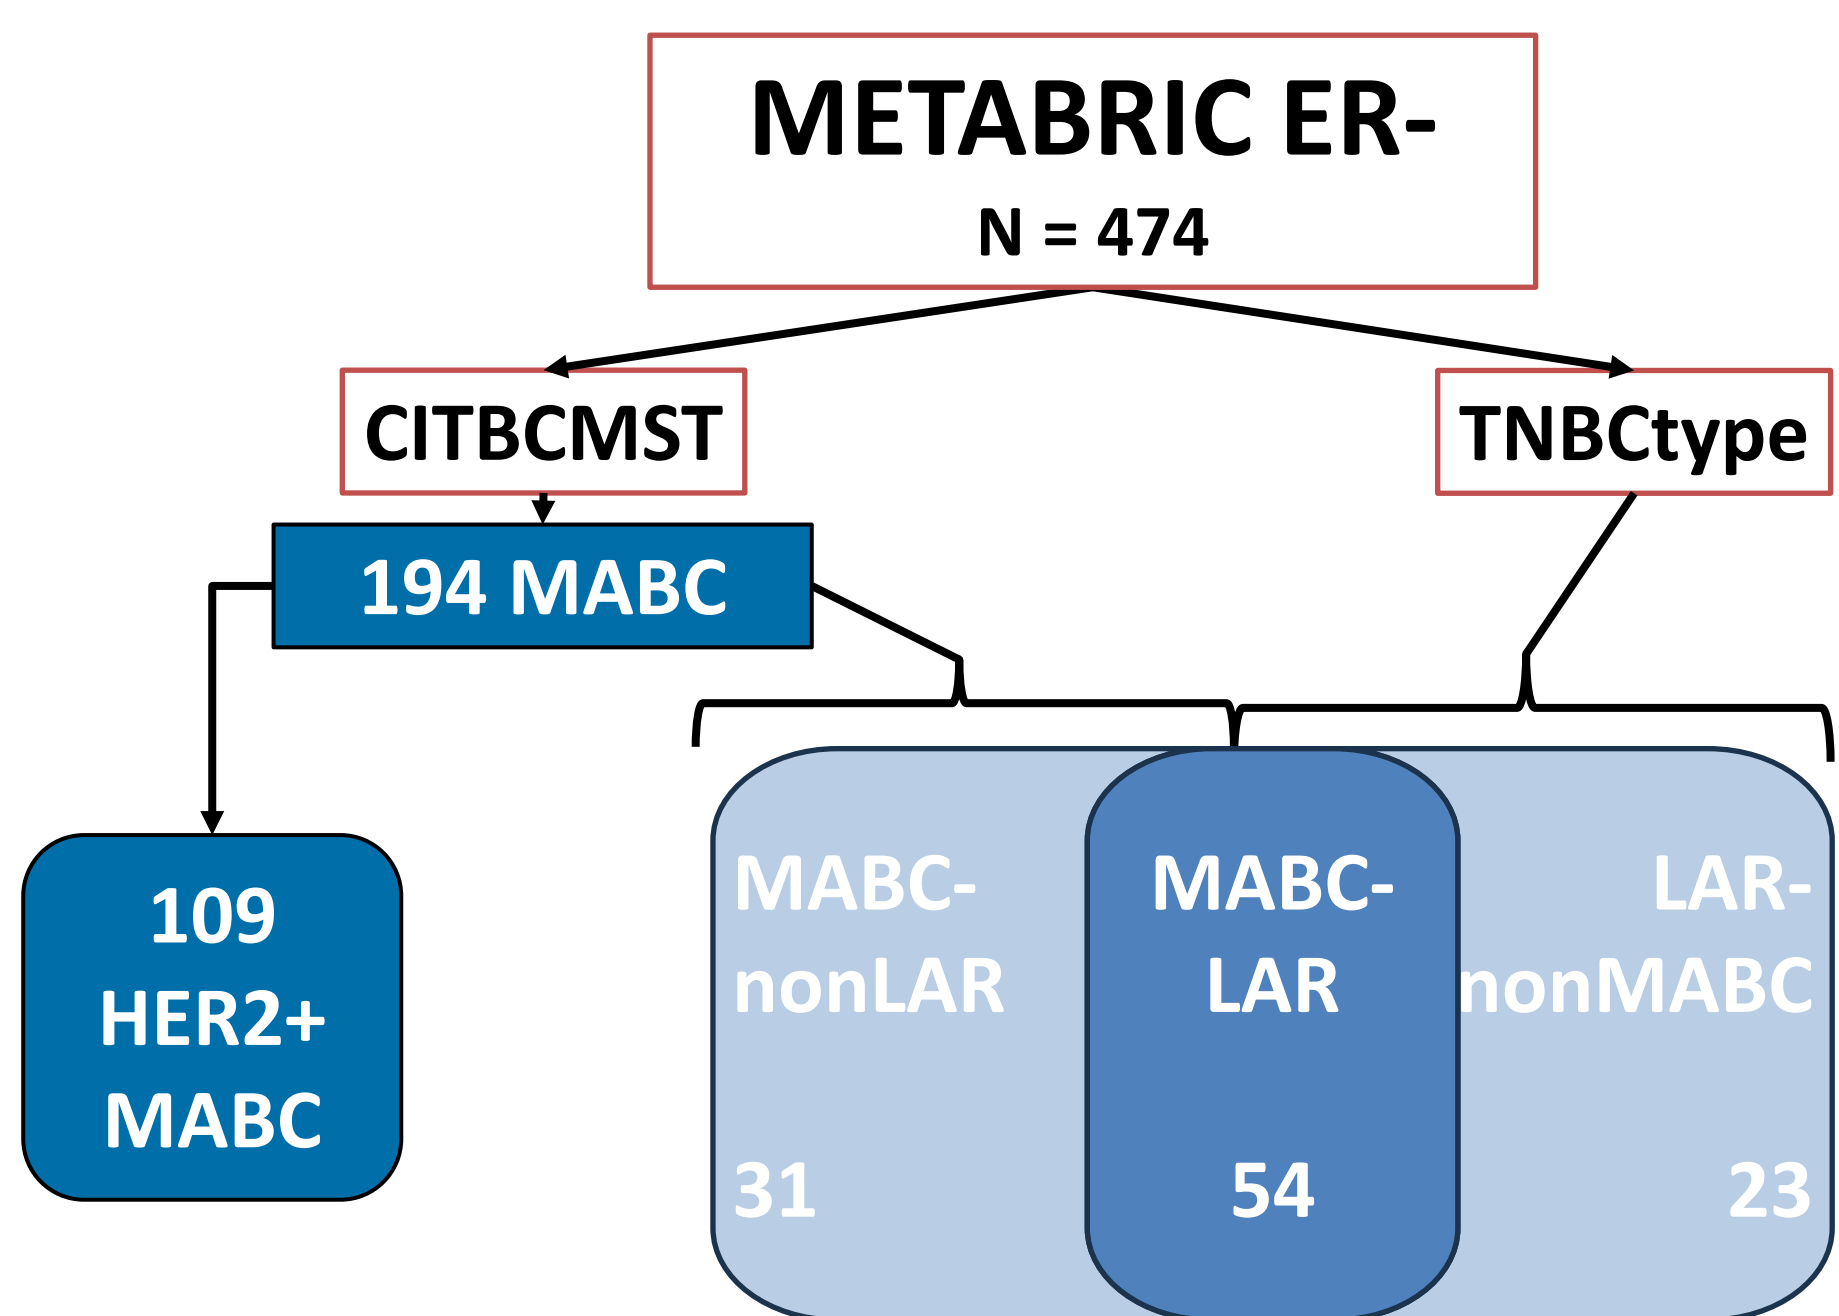 METABRIC ER-
N = 474
CITBCMST
TNBCtype
194 MABC
109
HER2+
MABC
MABC-
nonLAR
31
MABC-
LAR
54
LAR-
nonMABC
23